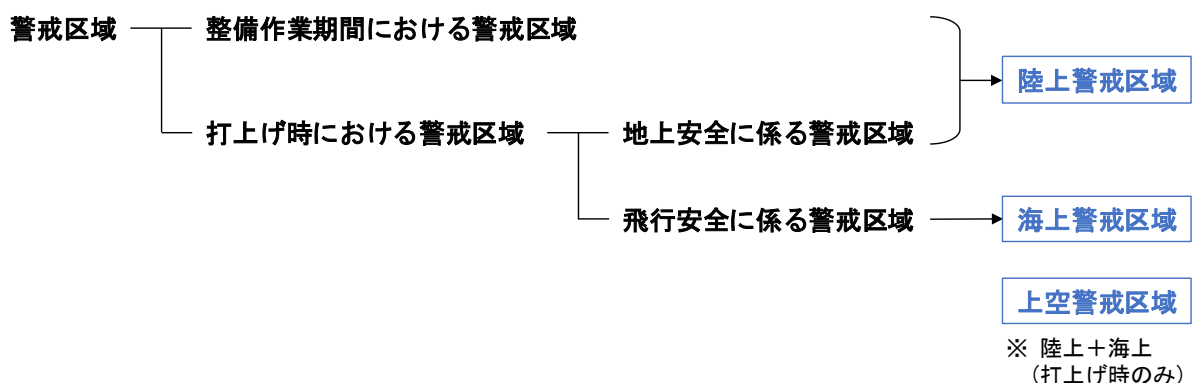 警戒区域
整備作業期間における警戒区域
陸上警戒区域
打上げ時における警戒区域
地上安全に係る警戒区域
飛行安全に係る警戒区域
海上警戒区域
上空警戒区域
※ 陸上＋海上
（打上げ時のみ）